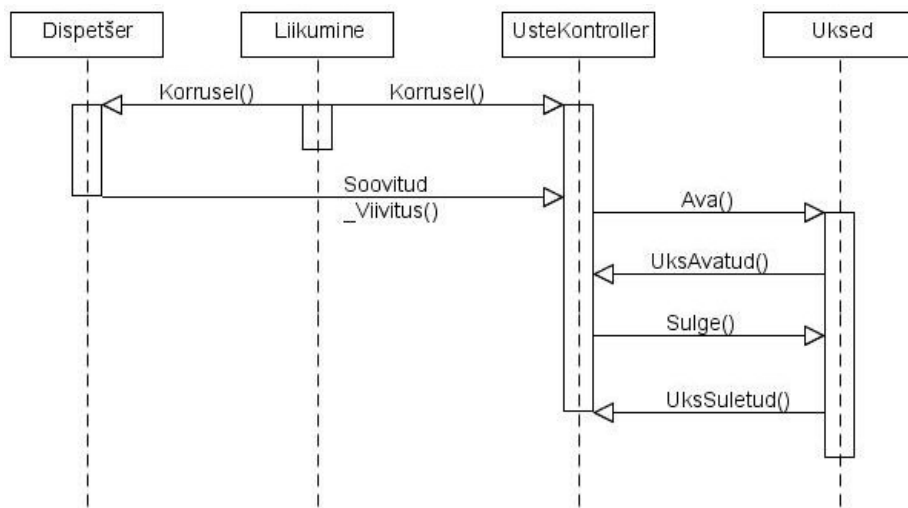 Dispetšer
Liikumine
UsteKontroller
Uksed
Korrusel()
Korrusel()
Soovitud
_Viivitus()
Ava()
UksAvatud()
Sulge()
UksSuletud()